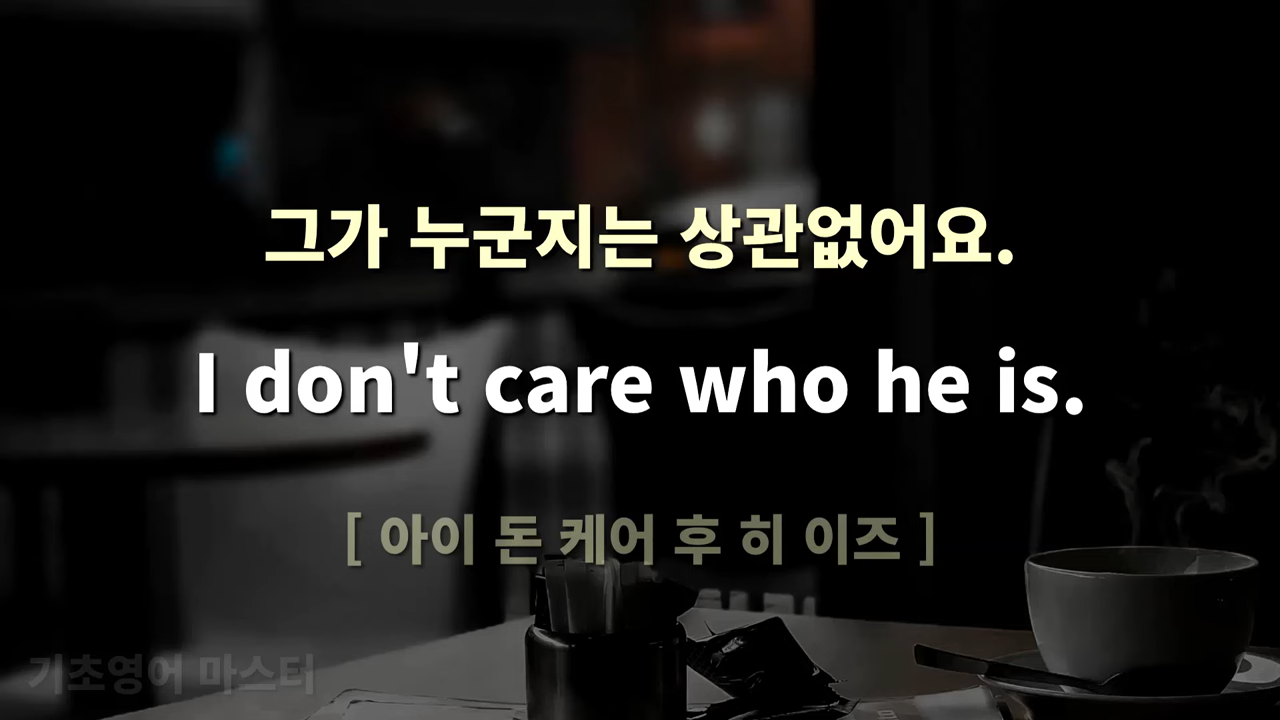 그가 누군지는 상관없어요.
I don't care who he is.
[ 아이 돈 케어 후 히 이즈 ]
기초영어 마스터